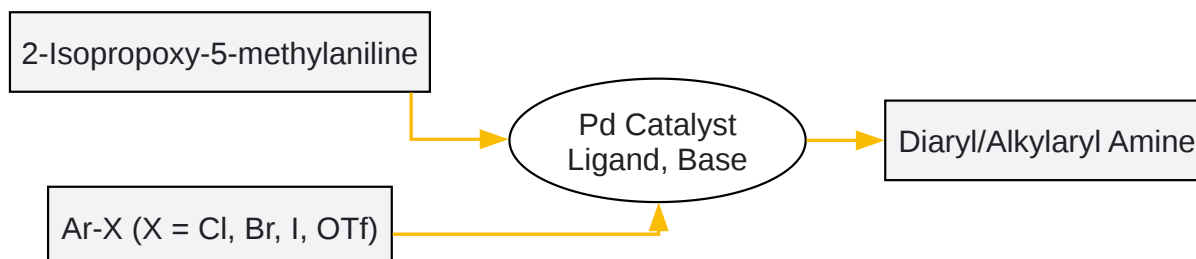 2-Isopropoxy-5-methylaniline
Pd Catalyst
Ligand, Base
Diaryl/Alkylaryl Amine
Ar-X (X = Cl, Br, I, OTf)